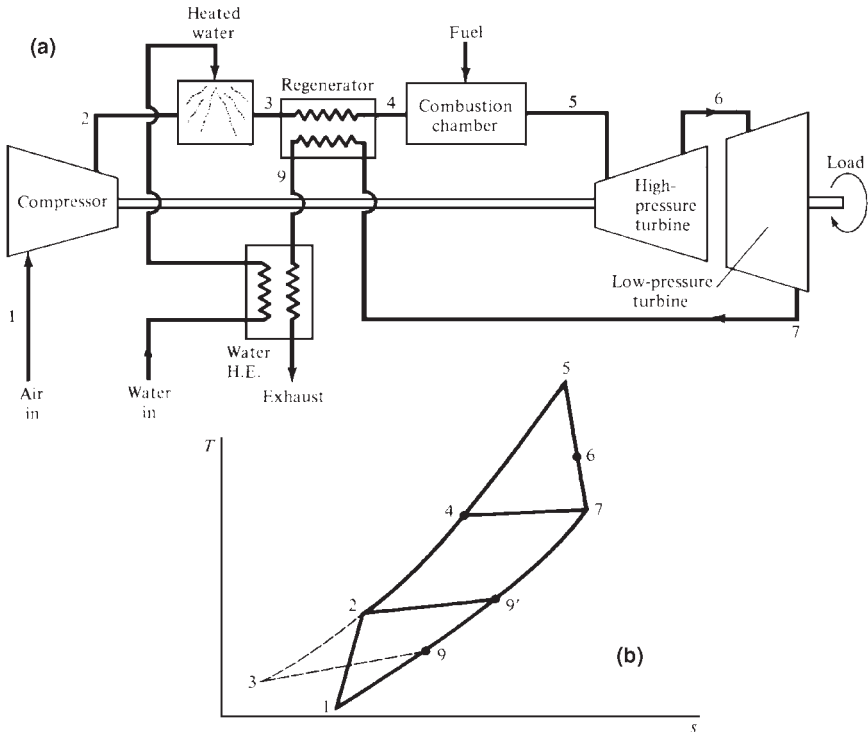 (a)
Heated
water
Fuel
Regenerator
2
3
4
5
6
Combustion
chamber
9
Load
Compressor
High-
pressure
turbine
Low-pressure
turbine
1
7
Water
H.E.
Air
in
Water
in
Exhaust
T
5
6
4
7
2
9′
9
3
1
(b)
s